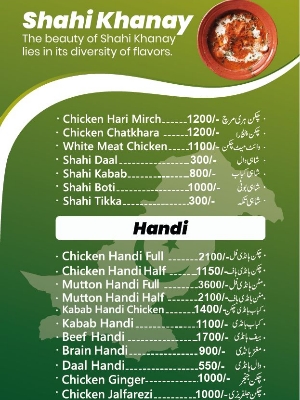 Shahi Khanay
The beauty of Shahi Khanay
lies in its diversity of flavors.
· Chicken Hari Mirch......1200/- چکن ہری مرچ ·
· Chicken Chatkhara ......1200/- چکن چٹخارا ·
· White Meat Chicken....1100/- وائٹ میٹ چکن ·
· Shahi Daal..................300/- شاہی دال ·
· Shahi Kabab...............800/- شاہی کباب ·
· Shahi Boti.................1000/- شاہی بوٹی ·
· Shahi Tikka................300/- شاہی تکہ ·
Handi
· Chicken Handi Full ......2100/- چکن ہانڈی فل ·
· Chicken Handi Half .....1150/- چکن ہانڈی ہاف ·
· Mutton Handi Full .......3600/- مٹن ہانڈی فل ·
· Mutton Handi Half .......2100/- مٹن ہانڈی ہاف ·
· Kabab Handi Chicken ....1400/- کباب ہانڈی چکن ·
· Kabab Handi ..............1100/- کباب ہانڈی ·
· Beef Handi .................1700/- بیف ہانڈی ·
· Brain Handi ................900/- مغز ہانڈی ·
· Daal Handi .................550/- دال ہانڈی ·
· Chicken Ginger...........1000/- چکن جنجر ·
· Chicken Jalfarezi.........1000/- چکن جلفریزی ·